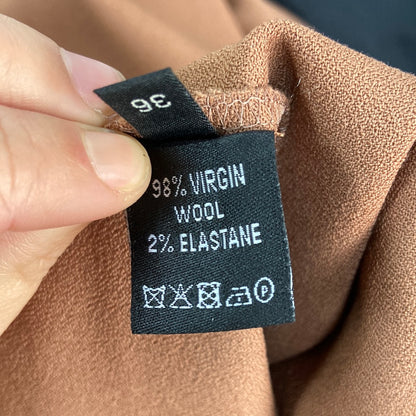 36
98% VIRGIN
WOOL
2% ELASTANE
P